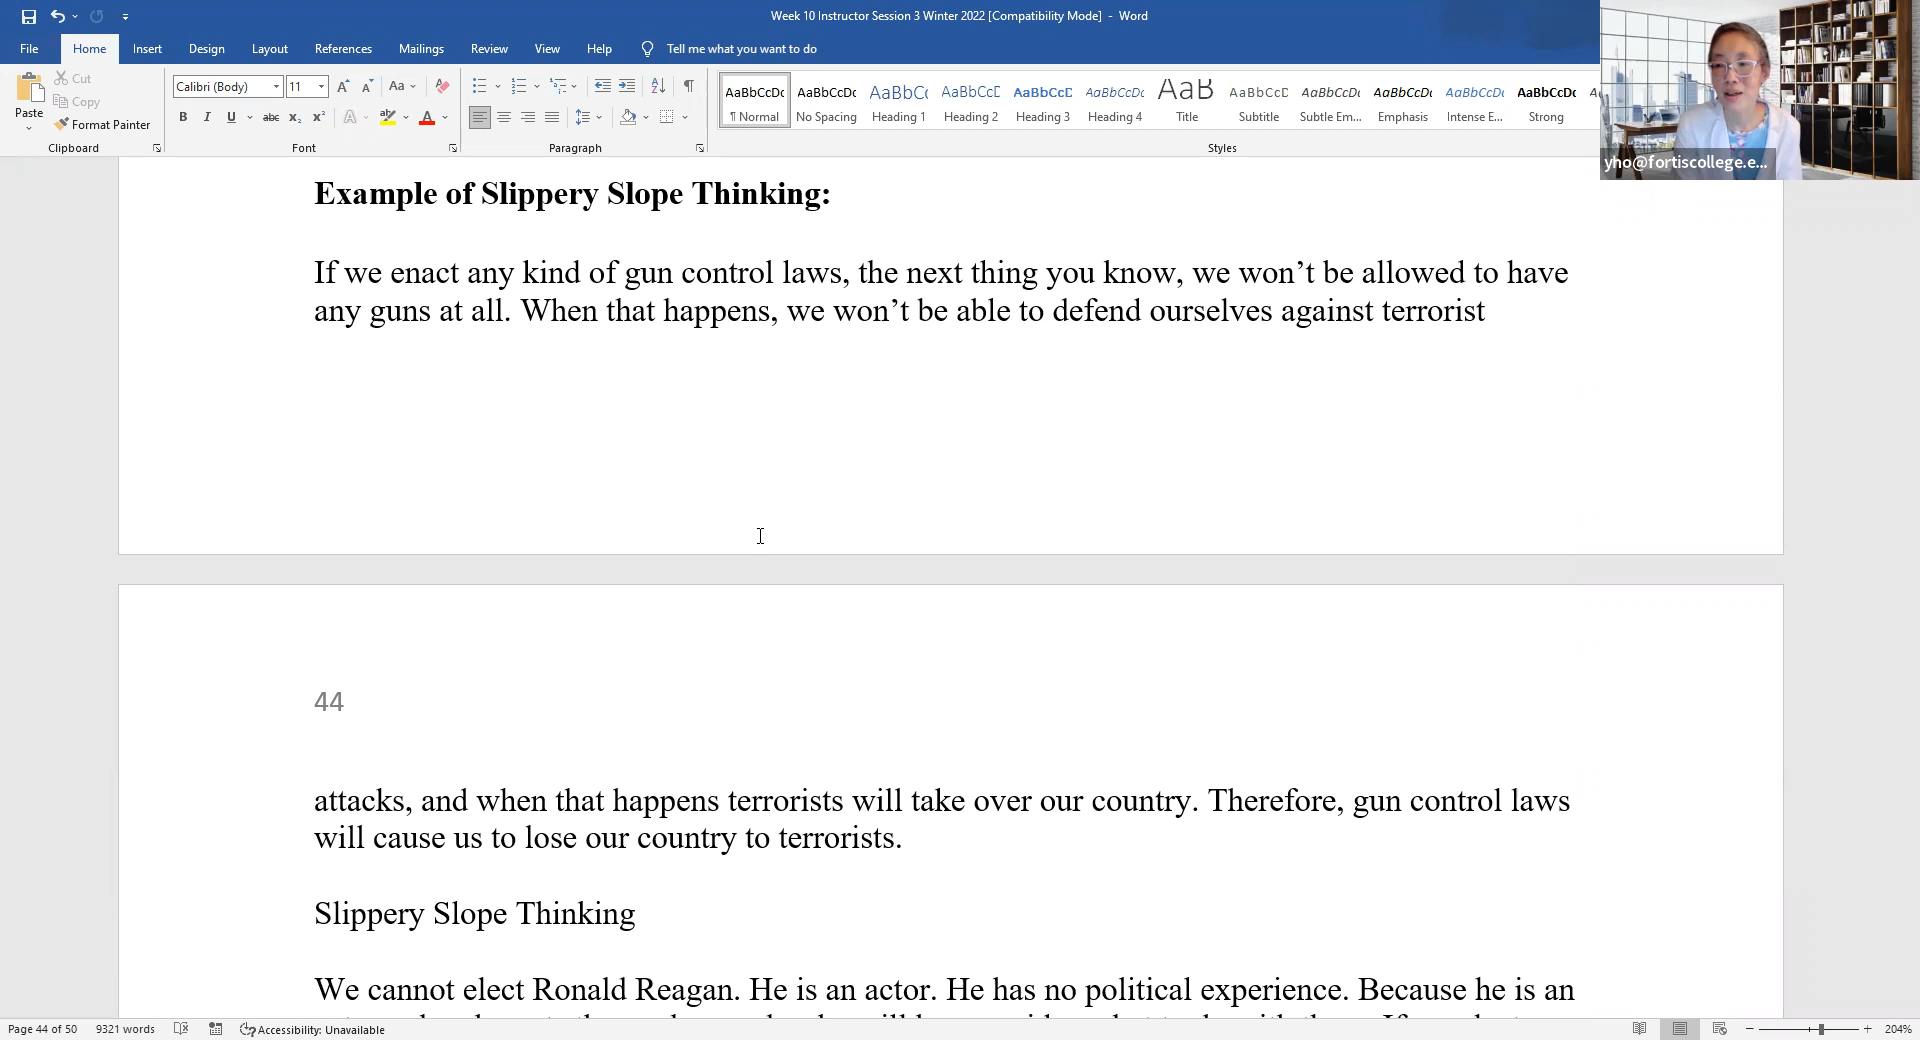 Week 10 Instructor Session 3 Winter 2022 [Compatibility Mode] - Word
File Home Insert Design Layout References Mailings Review View Help Tell me what you want to do
Paste
Cut
Copy
Format Painter
Clipboard
Calibri (Body) 11
Font
Paragraph
AaBbCcDc AaBbCcDc AaBbC AaBbCcD AaBbCcD AaBbCcDc AaB AaBbCcD AaBbCcDc AaBbCcDc AaBbCcDc AaBbCcDc
¶ Normal No Spacing Heading 1 Heading 2 Heading 3 Heading 4 Title Subtitle Subtle Em... Emphasis Intense E... Strong
Styles
yho@fortiscollege.e...
Example of Slippery Slope Thinking:
If we enact any kind of gun control laws, the next thing you know, we won’t be allowed to have
any guns at all. When that happens, we won’t be able to defend ourselves against terrorist
44
attacks, and when that happens terrorists will take over our country. Therefore, gun control laws
will cause us to lose our country to terrorists.
Slippery Slope Thinking
We cannot elect Ronald Reagan. He is an actor. He has no political experience. Because he is an
Page 44 of 50 9321 words Accessibility: Unavailable 204%